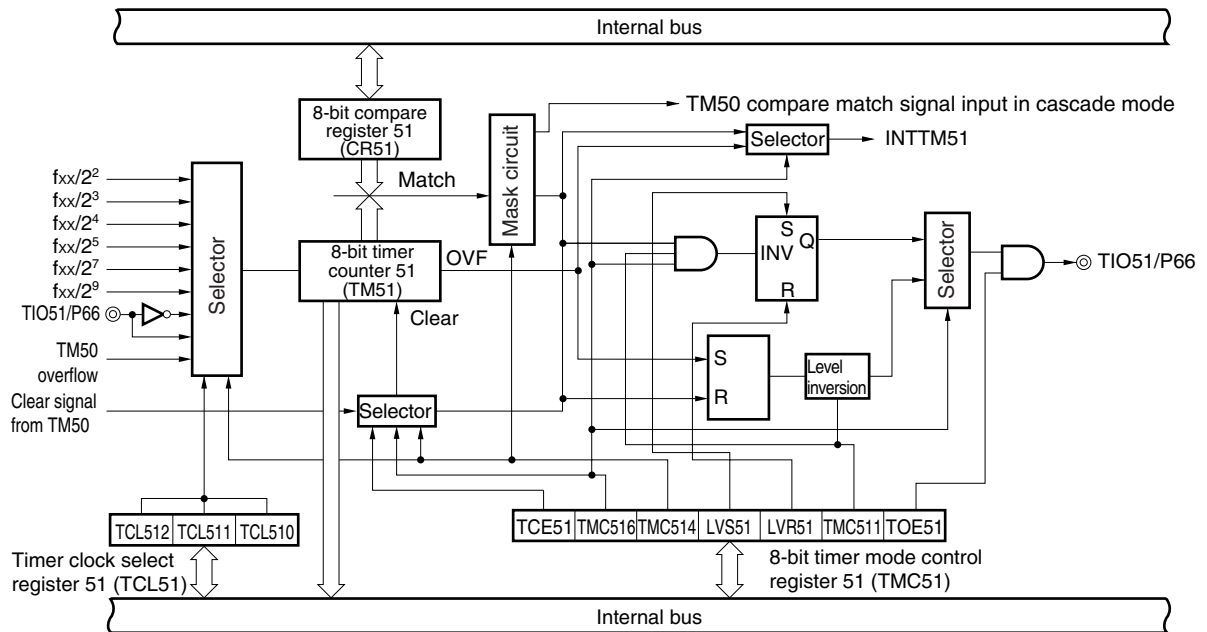 Internal bus
8-bit compare
register 51
(CR51)
Mask circuit
TM50 compare match signal input in cascade mode
Selector
INTTM51
Match
fxx/2²
fxx/2³
fxx/2⁴
fxx/2⁵
fxx/2⁷
fxx/2⁹
TIO51/P66
TM50
overflow
Clear signal
from TM50
Selector
8-bit timer
counter 51
(TM51)
OVF
Clear
Selector
S
INV
Q
R
S
R
Level
inversion
Selector
TIO51/P66
TCL512
TCL511
TCL510
Timer clock select
register 51 (TCL51)
TCE51
TMC516
TMC514
LVS51
LVR51
TMC511
TOE51
8-bit timer mode control
register 51 (TMC51)
Internal bus